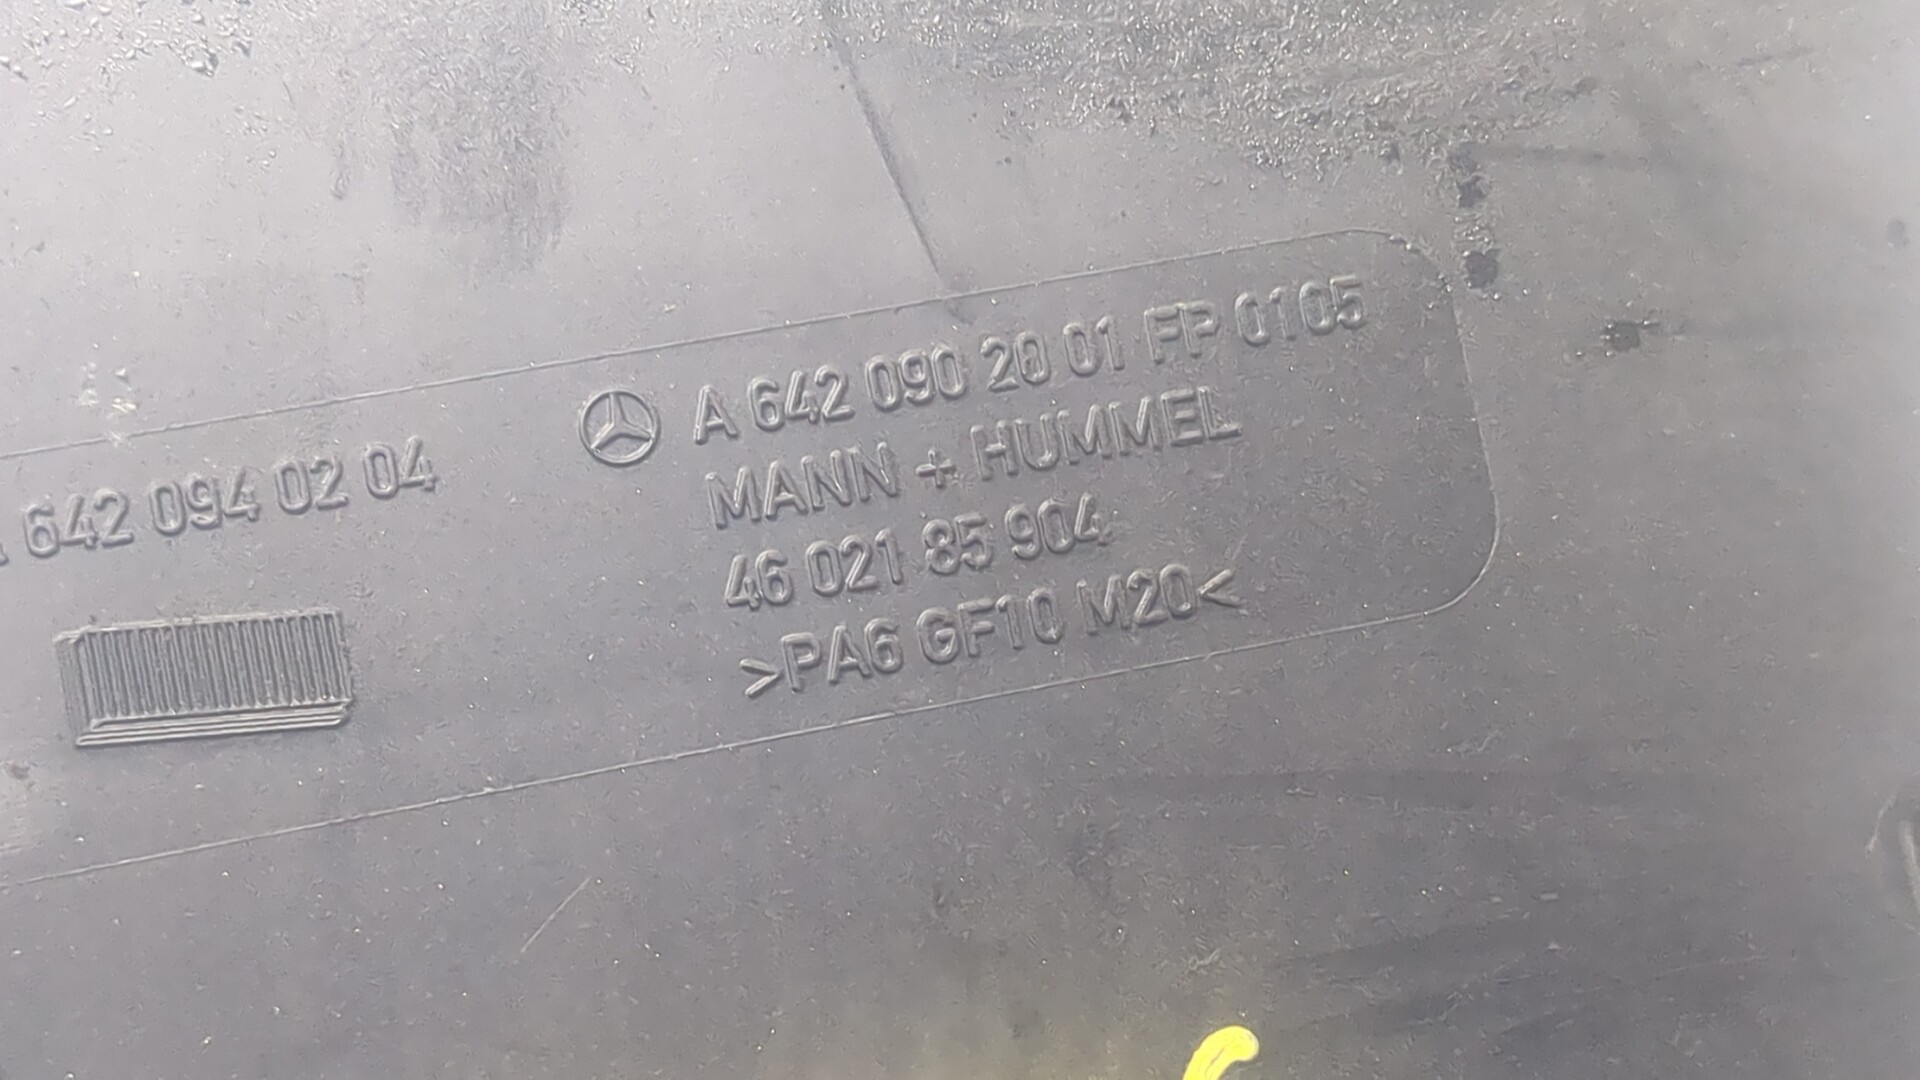 642 094 02 04
A 642 090 20 01 FP 0105
MANN + HUMMEL
46 021 85 904
>PA6 GF10 M20<